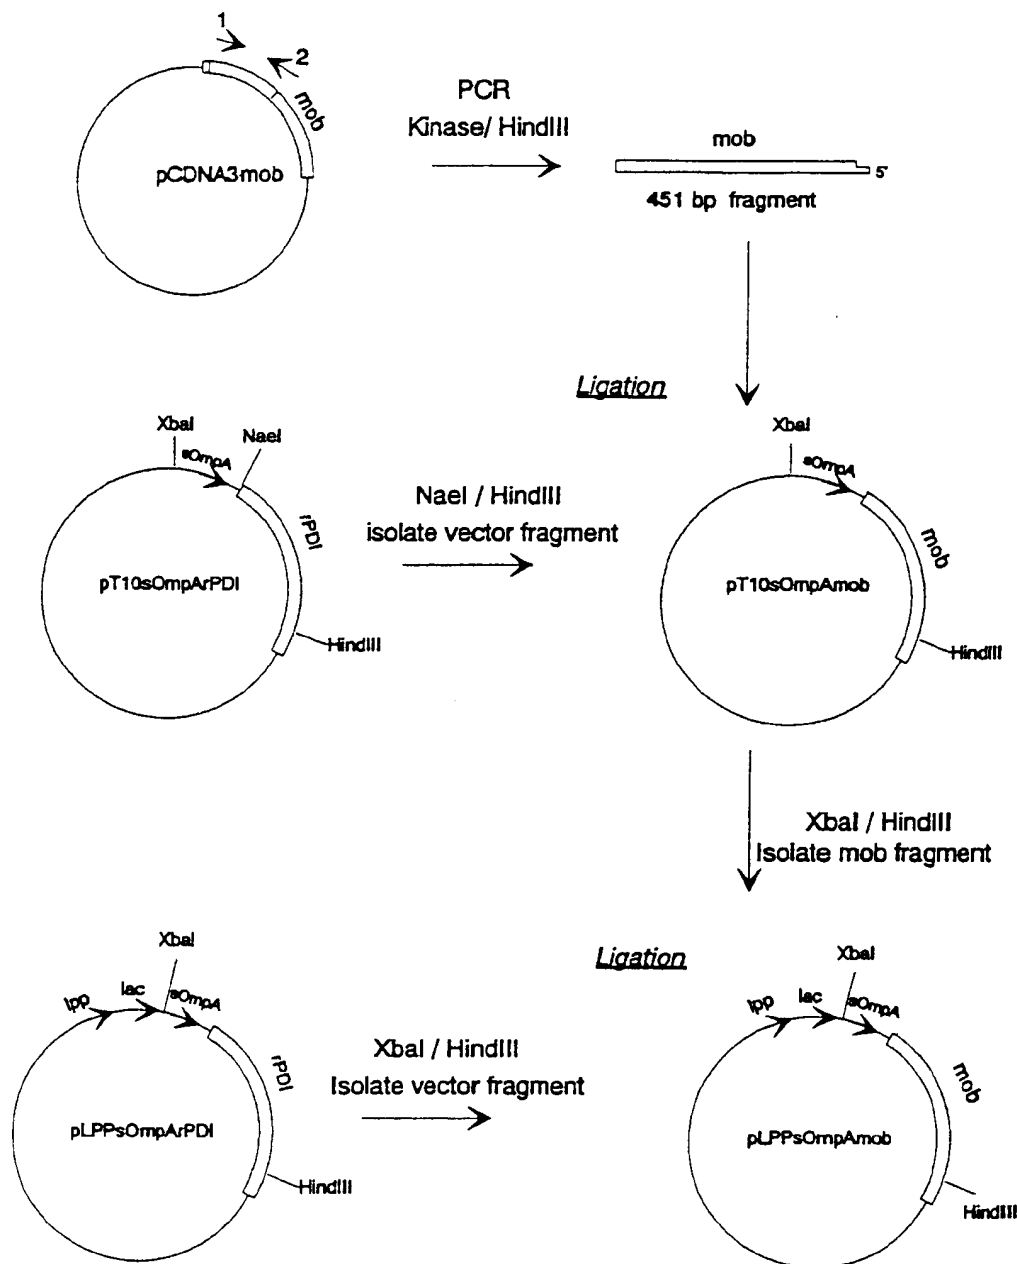 1
2
mob
pCDNA3mob
PCR
Kinase/ HindIII
mob
5'
451 bp fragment
Ligation
XbaI
sOmpA
NaeI
rPDI
pT10sOmpArPDI
HindIII
NaeI / HindIII
isolate vector fragment
XbaI
sOmpA
mob
pT10sOmpAmob
HindIII
XbaI / HindIII
Isolate mob fragment
Ligation
XbaI
lpp
lac
sOmpA
rPDI
pLPPsOmpArPDI
HindIII
XbaI / HindIII
Isolate vector fragment
XbaI
lpp
lac
sOmpA
mob
pLPPsOmpAmob
HindIII